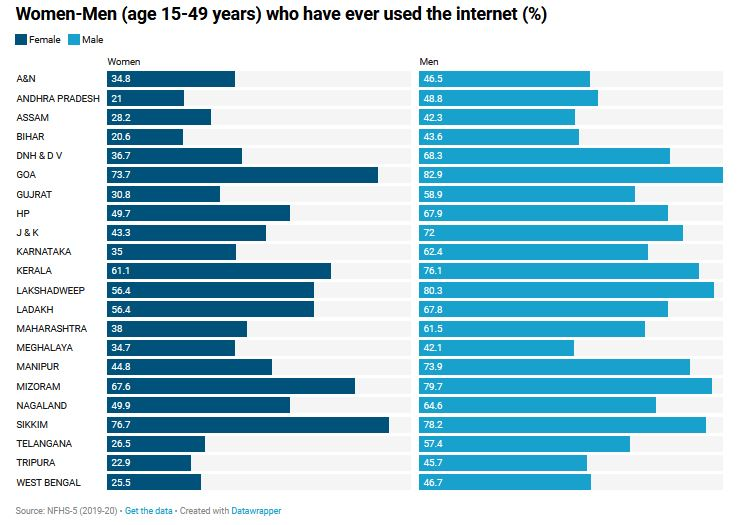 Women-Men (age 15-49 years) who have ever used the internet (%)
Female Male
Women Men
A&N 34.8 46.5
ANDHRA PRADESH 21 48.8
ASSAM 28.2 42.3
BIHAR 20.6 43.6
DNH & D V 36.7 68.3
GOA 73.7 82.9
GUJRAT 30.8 58.9
HP 49.7 67.9
J & K 43.3 72
KARNATAKA 35 62.4
KERALA 61.1 76.1
LAKSHADWEEP 56.4 80.3
LADAKH 56.4 67.8
MAHARASHTRA 38 61.5
MEGHALAYA 34.7 42.1
MANIPUR 44.8 73.9
MIZORAM 67.6 79.7
NAGALAND 49.9 64.6
SIKKIM 76.7 78.2
TELANGANA 26.5 57.4
TRIPURA 22.9 45.7
WEST BENGAL 25.5 46.7
Source: NFHS-5 (2019-20) • Get the data • Created with Datawrapper